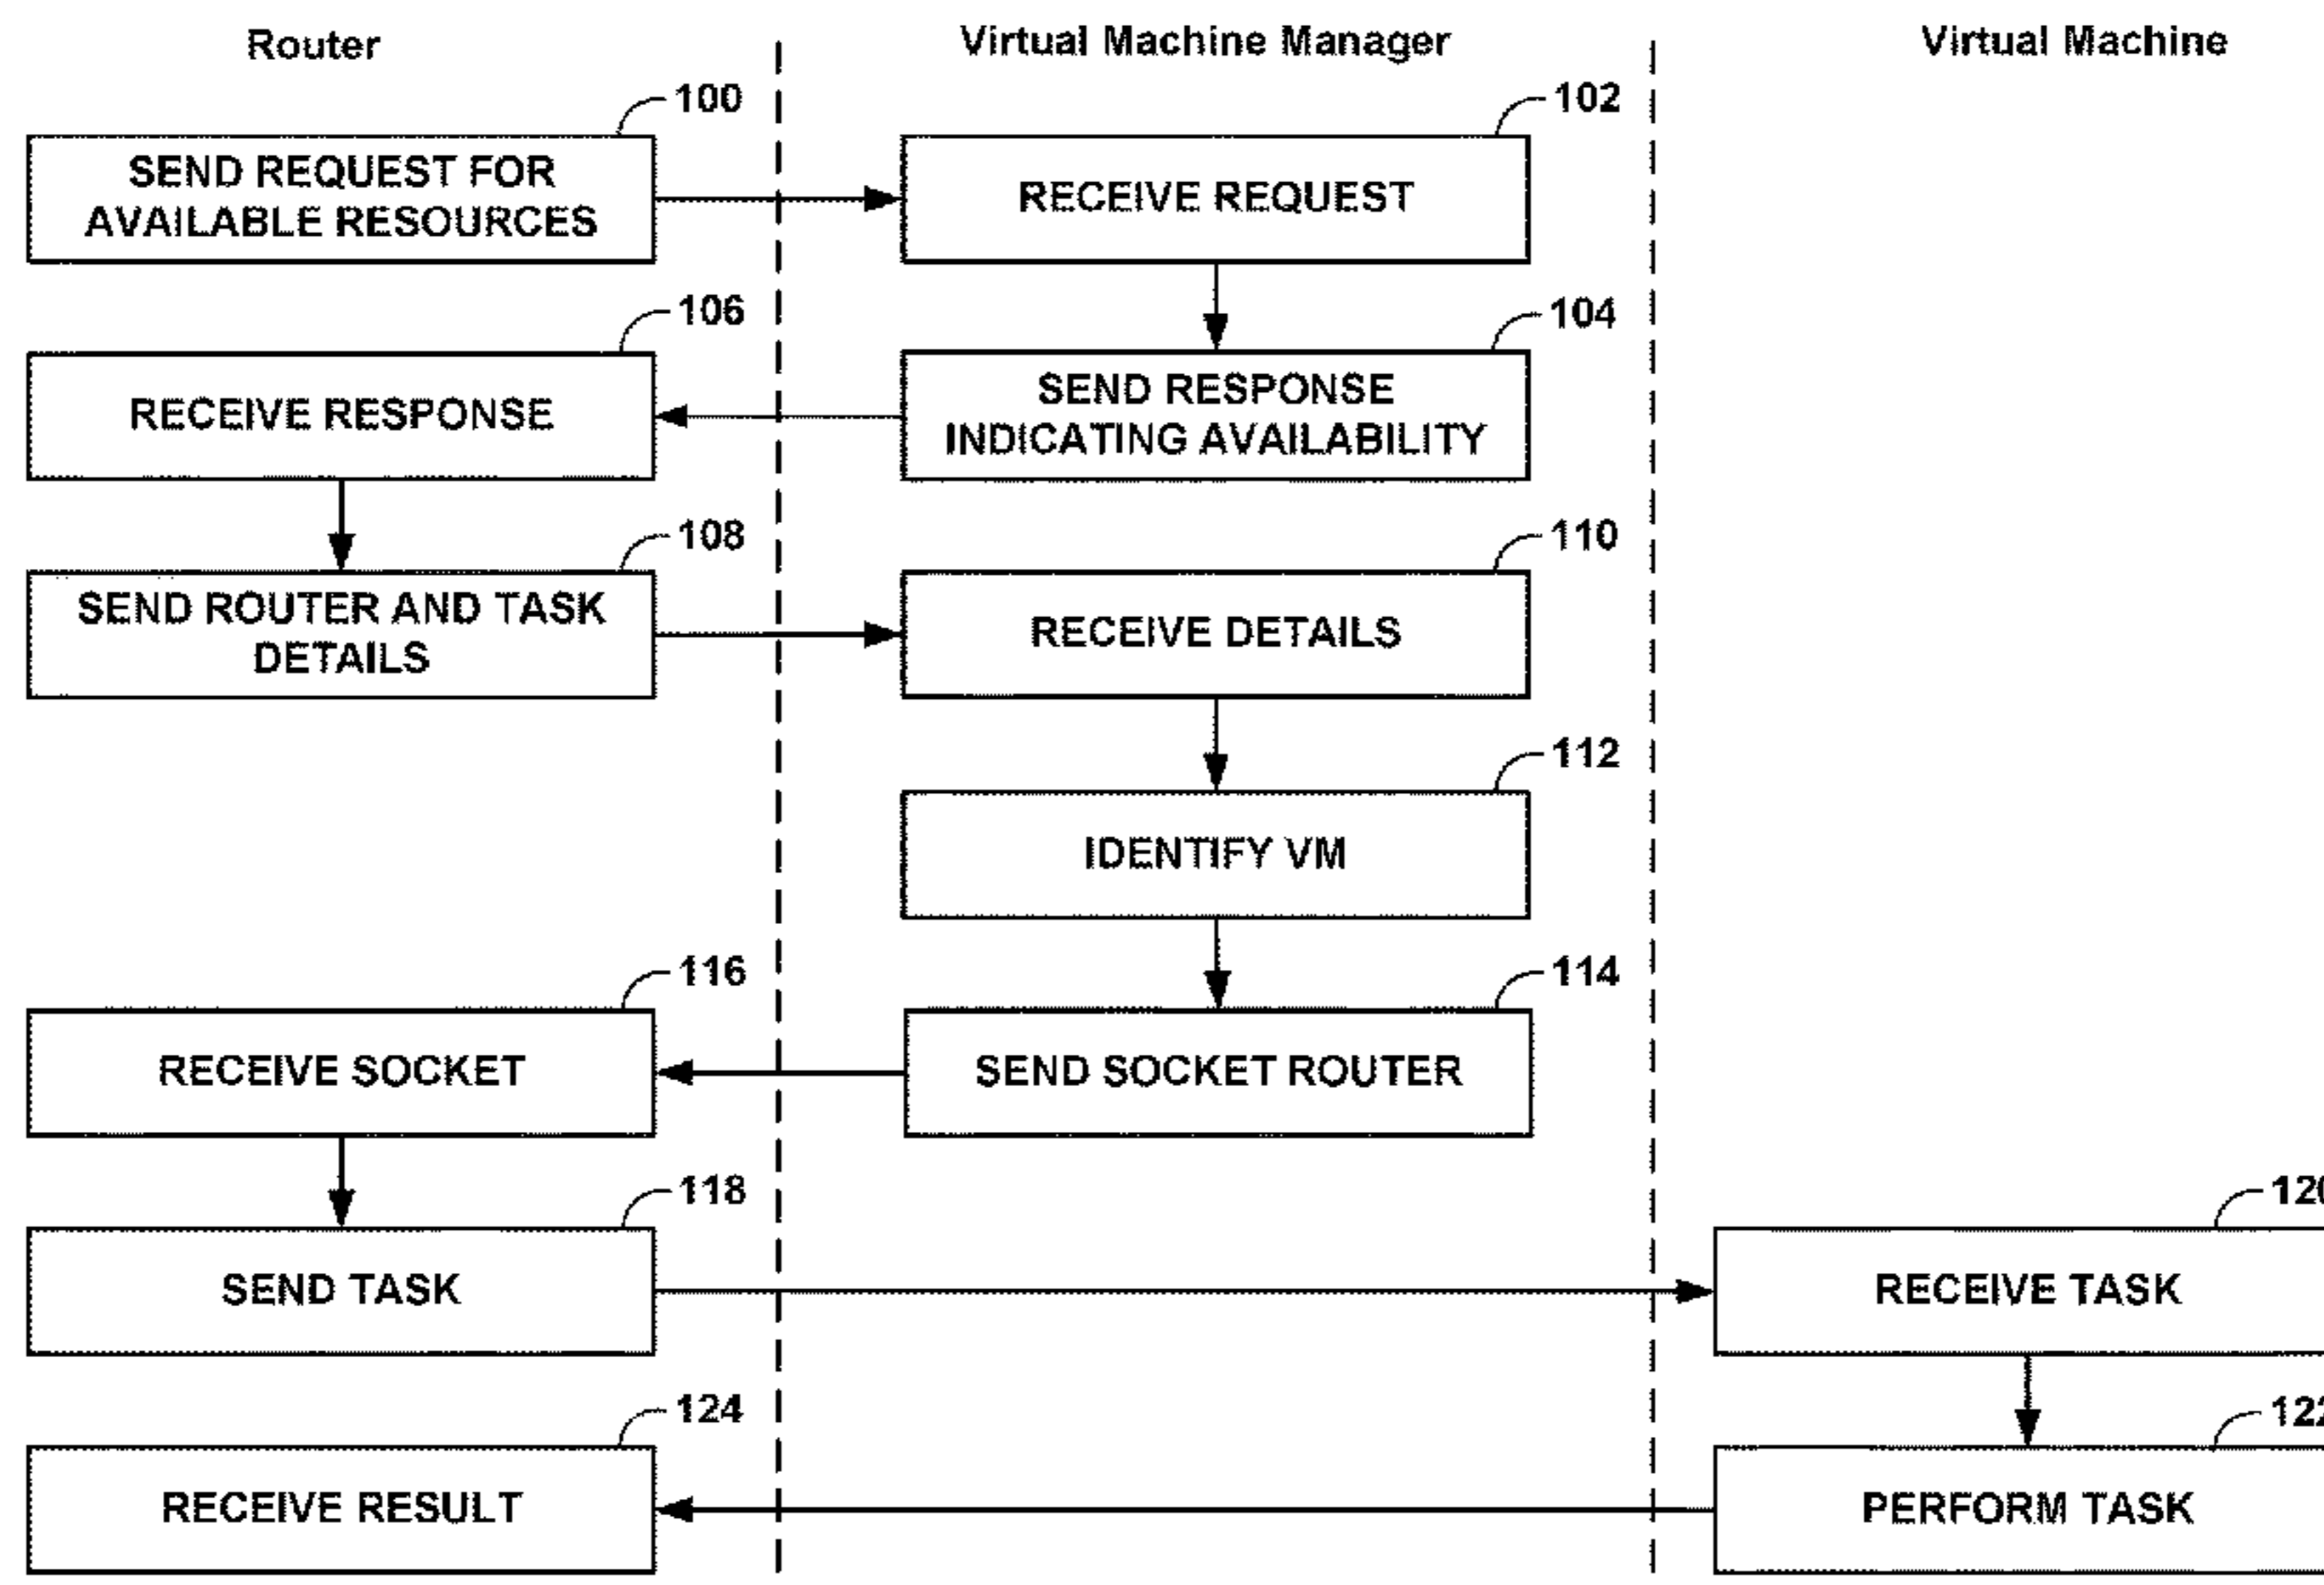 Router
Virtual Machine Manager
Virtual Machine
100
102
SEND REQUEST FOR
AVAILABLE RESOURCES
RECEIVE REQUEST
106
104
RECEIVE RESPONSE
SEND RESPONSE
INDICATING AVAILABILITY
108
110
SEND ROUTER AND TASK
DETAILS
RECEIVE DETAILS
112
IDENTIFY VM
116
114
RECEIVE SOCKET
SEND SOCKET ROUTER
118
120
SEND TASK
RECEIVE TASK
124
122
RECEIVE RESULT
PERFORM TASK